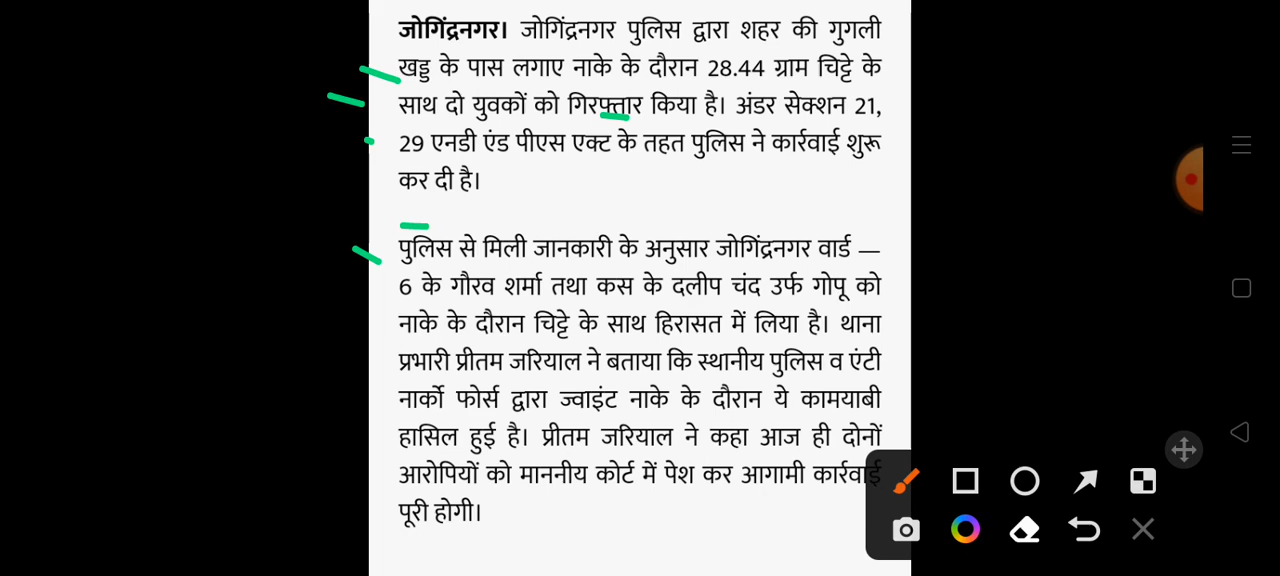 जोगिंद्रनगर। जोगिंद्रनगर पुलिस द्वारा शहर की गुगली
खड्ड के पास लगाए नाके के दौरान 28.44 ग्राम चिट्टे के
साथ दो युवकों को गिरफ्तार किया है। अंडर सेक्शन 21,
29 एनडी एंड पीएस एक्ट के तहत पुलिस ने कार्रवाई शुरू
कर दी है।
पुलिस से मिली जानकारी के अनुसार जोगिंद्रनगर वार्ड —
6 के गौरव शर्मा तथा कस के दलीप चंद उर्फ गोपू को
नाके के दौरान चिट्टे के साथ हिरासत में लिया है। थाना
प्रभारी प्रीतम जरियाल ने बताया कि स्थानीय पुलिस व एंटी
नार्को फोर्स द्वारा ज्वाइंट नाके के दौरान ये कामयाबी
हासिल हुई है। प्रीतम जरियाल ने कहा आज ही दोनों
आरोपियों को माननीय कोर्ट में पेश कर आगामी कार्रवाई
पूरी होगी।